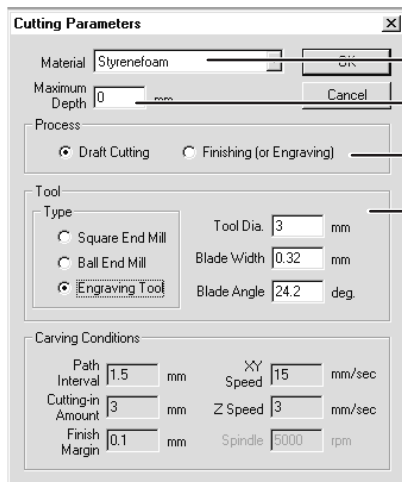 Cutting Parameters
Material Styrenefoam OK
Maximum Depth 0 mm Cancel
Process
Draft Cutting Finishing (or Engraving)
Tool
Type
Square End Mill
Ball End Mill
Engraving Tool
Tool Dia. 3 mm
Blade Width 0.32 mm
Blade Angle 24.2 deg.
Carving Conditions
Path Interval 1.5 mm XY Speed 15 mm/sec
Cutting-in Amount 3 mm Z Speed 3 mm/sec
Finish Margin 0.1 mm Spindle 5000 rpm